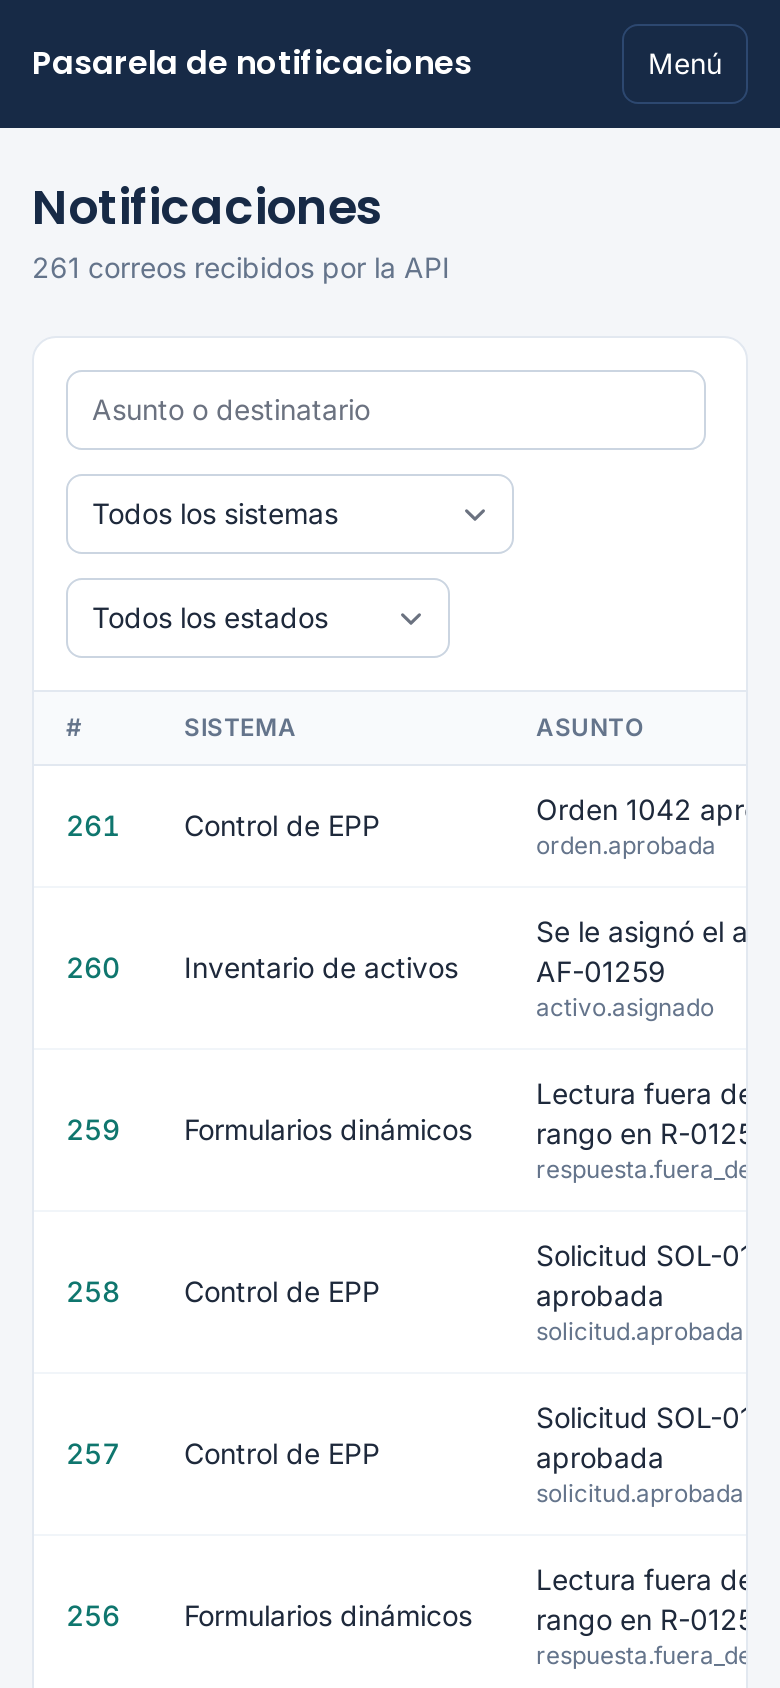 Pasarela de notificaciones
Menú
Notificaciones
261 correos recibidos por la API
Asunto o destinatario
Todos los sistemas
Todos los estados
# SISTEMA ASUNTO
261 Control de EPP Orden 1042
orden.aprobada
260 Inventario de activos Se le asignó el
AF-01259
activo.asignado
259 Formularios dinámicos Lectura fuera de
rango en R-0125
respuesta.fuera_de
258 Control de EPP Solicitud SOL-01
aprobada
solicitud.aprobada
257 Control de EPP Solicitud SOL-01
aprobada
solicitud.aprobada
256 Formularios dinámicos Lectura fuera de
rango en R-0125
respuesta.fuera_de